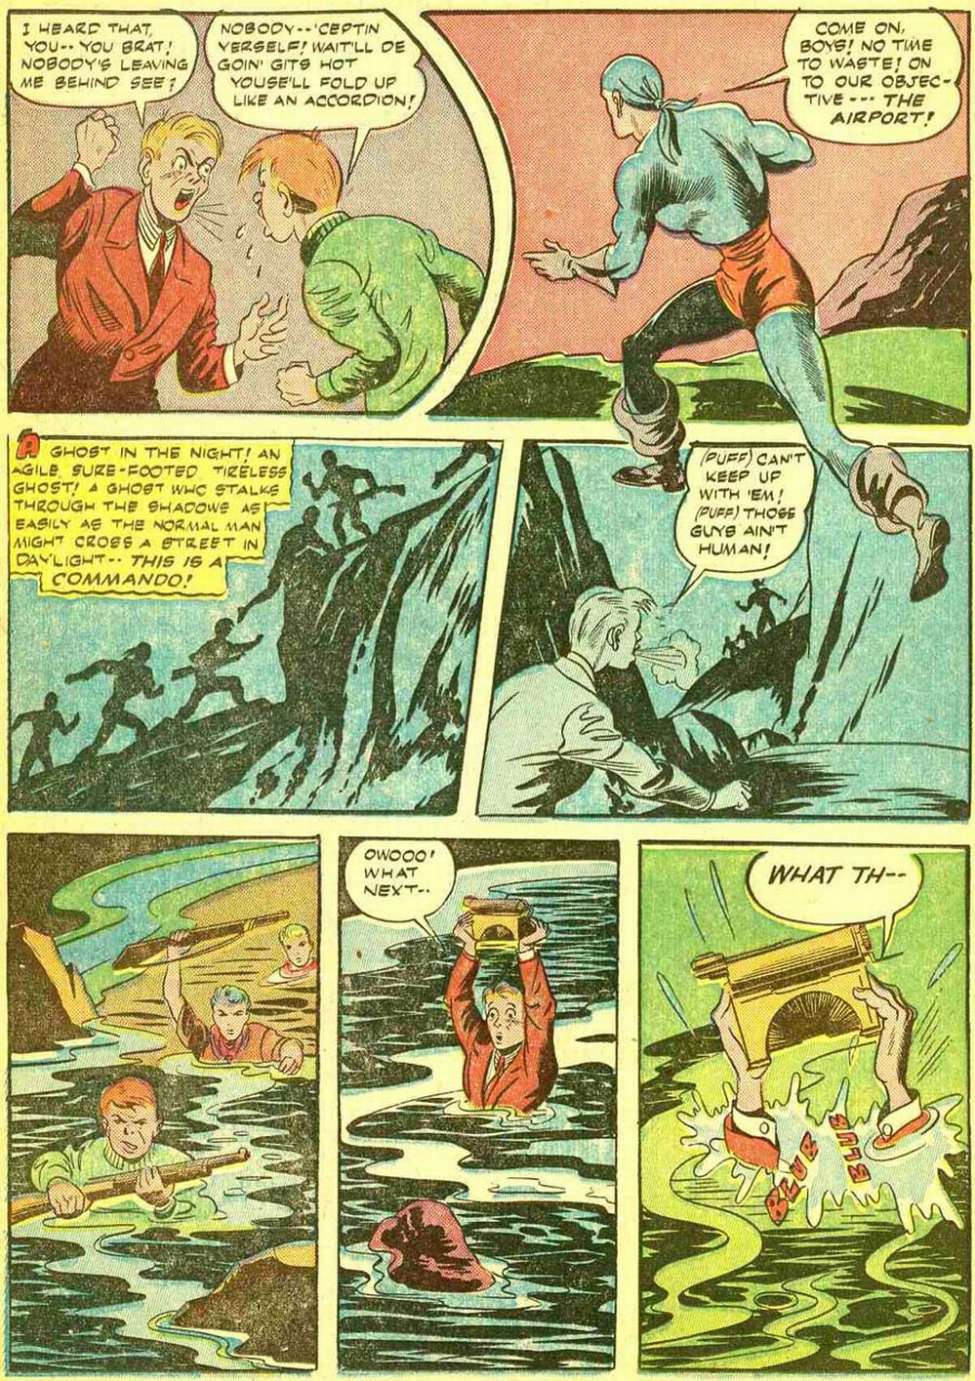 I HEARD THAT,
YOU-- YOU BRAT!
NOBODY'S LEAVING
ME BEHIND SEE?
NOBODY--'CEPTIN
YERSELF! WAIT'LL DE
GOIN' GITS HOT
YOUSE'LL FOLD UP
LIKE AN ACCORDION!
COME ON,
BOYS! NO TIME
TO WASTE! ON
TO OUR OBJEC-
TIVE --- THE
AIRPORT!
A GHOST IN THE NIGHT! AN
AGILE, SURE-FOOTED TIRELESS
GHOST! A GHOST WHO STALKS
THROUGH THE SHADOWS AS
EASILY AS THE NORMAL MAN
MIGHT CROSS A STREET IN
DAYLIGHT-- THIS IS A
COMMANDO!
(PUFF) CAN'T
KEEP UP
WITH 'EM!
(PUFF) THOSE
GUYS AIN'T
HUMAN!
OWOOO!
WHAT
NEXT--
WHAT TH--
BLUB
BLUB